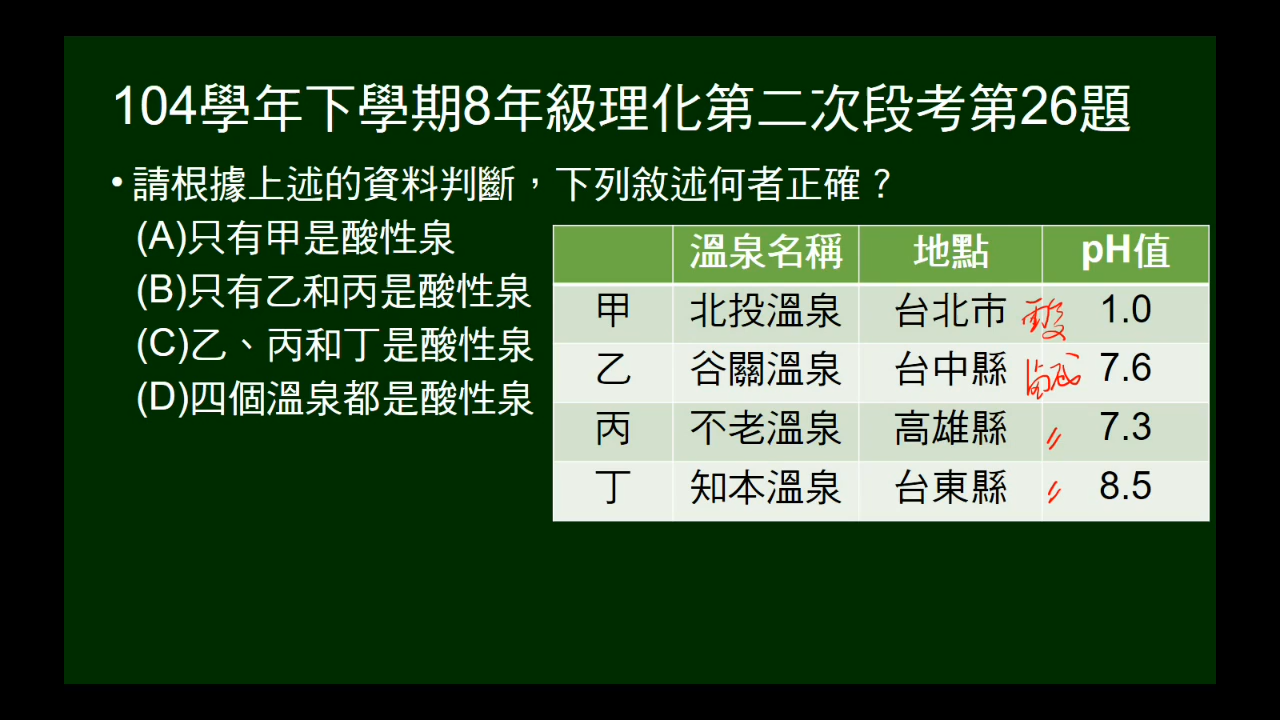 104學年下學期8年級理化第二次段考第26題
•請根據上述的資料判斷，下列敘述何者正確？
(A)只有甲是酸性泉
(B)只有乙和丙是酸性泉
(C)乙、丙和丁是酸性泉
(D)四個溫泉都是酸性泉
溫泉名稱 地點 pH值
甲 北投溫泉 台北市 酸 1.0
乙 谷關溫泉 台中縣 鹼 7.6
丙 不老溫泉 高雄縣 〃 7.3
丁 知本溫泉 台東縣 〃 8.5